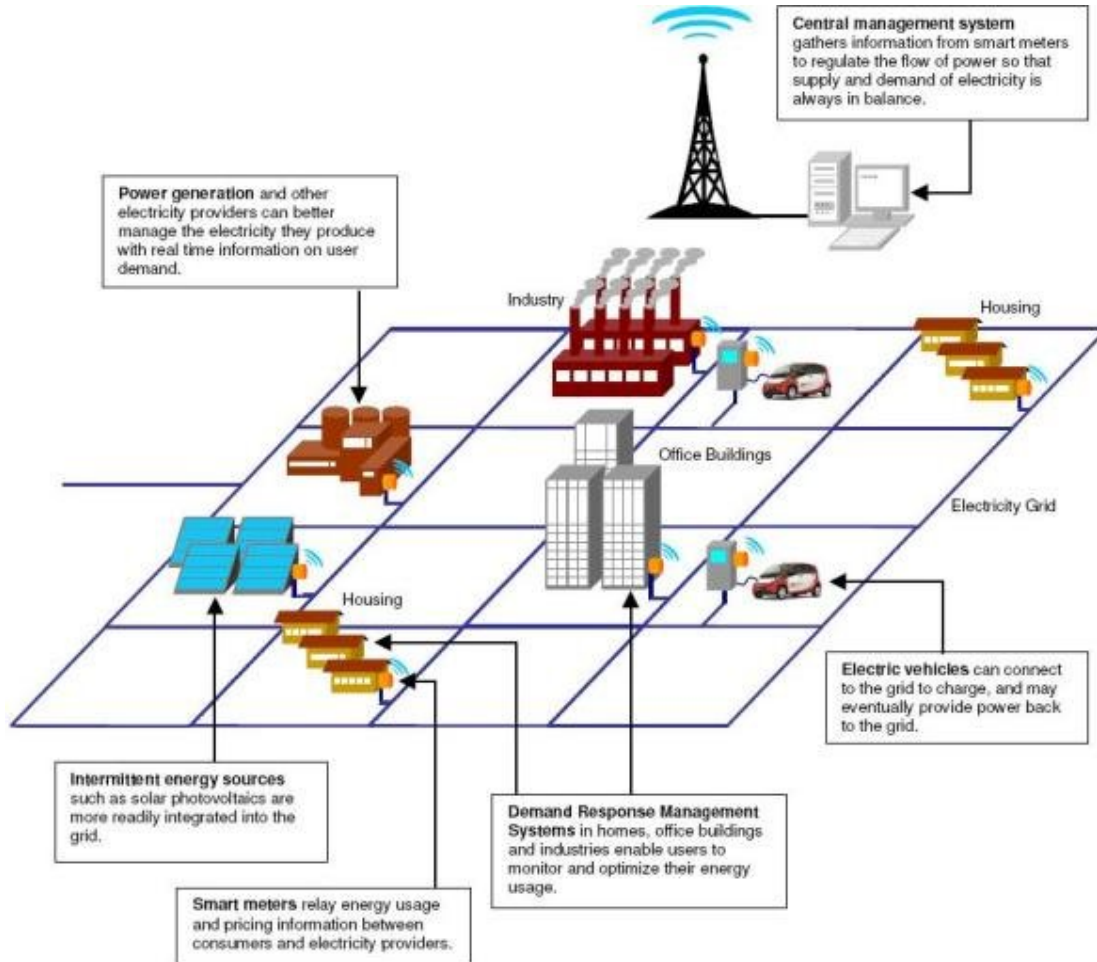 Central management system
gathers information from smart meters
to regulate the flow of power so that
supply and demand of electricity is
always in balance.
Power generation and other
electricity providers can better
manage the electricity they produce
with real time information on user
demand.
Industry
Housing
Office Buildings
Electricity Grid
Housing
Electric vehicles can connect
to the grid to charge, and may
eventually provide power back
to the grid.
Intermittent energy sources
such as solar photovoltaics are
more readily integrated into the
grid.
Demand Response Management
Systems in homes, office buildings
and industries enable users to
monitor and optimize their energy
usage.
Smart meters relay energy usage
and pricing information between
consumers and electricity providers.